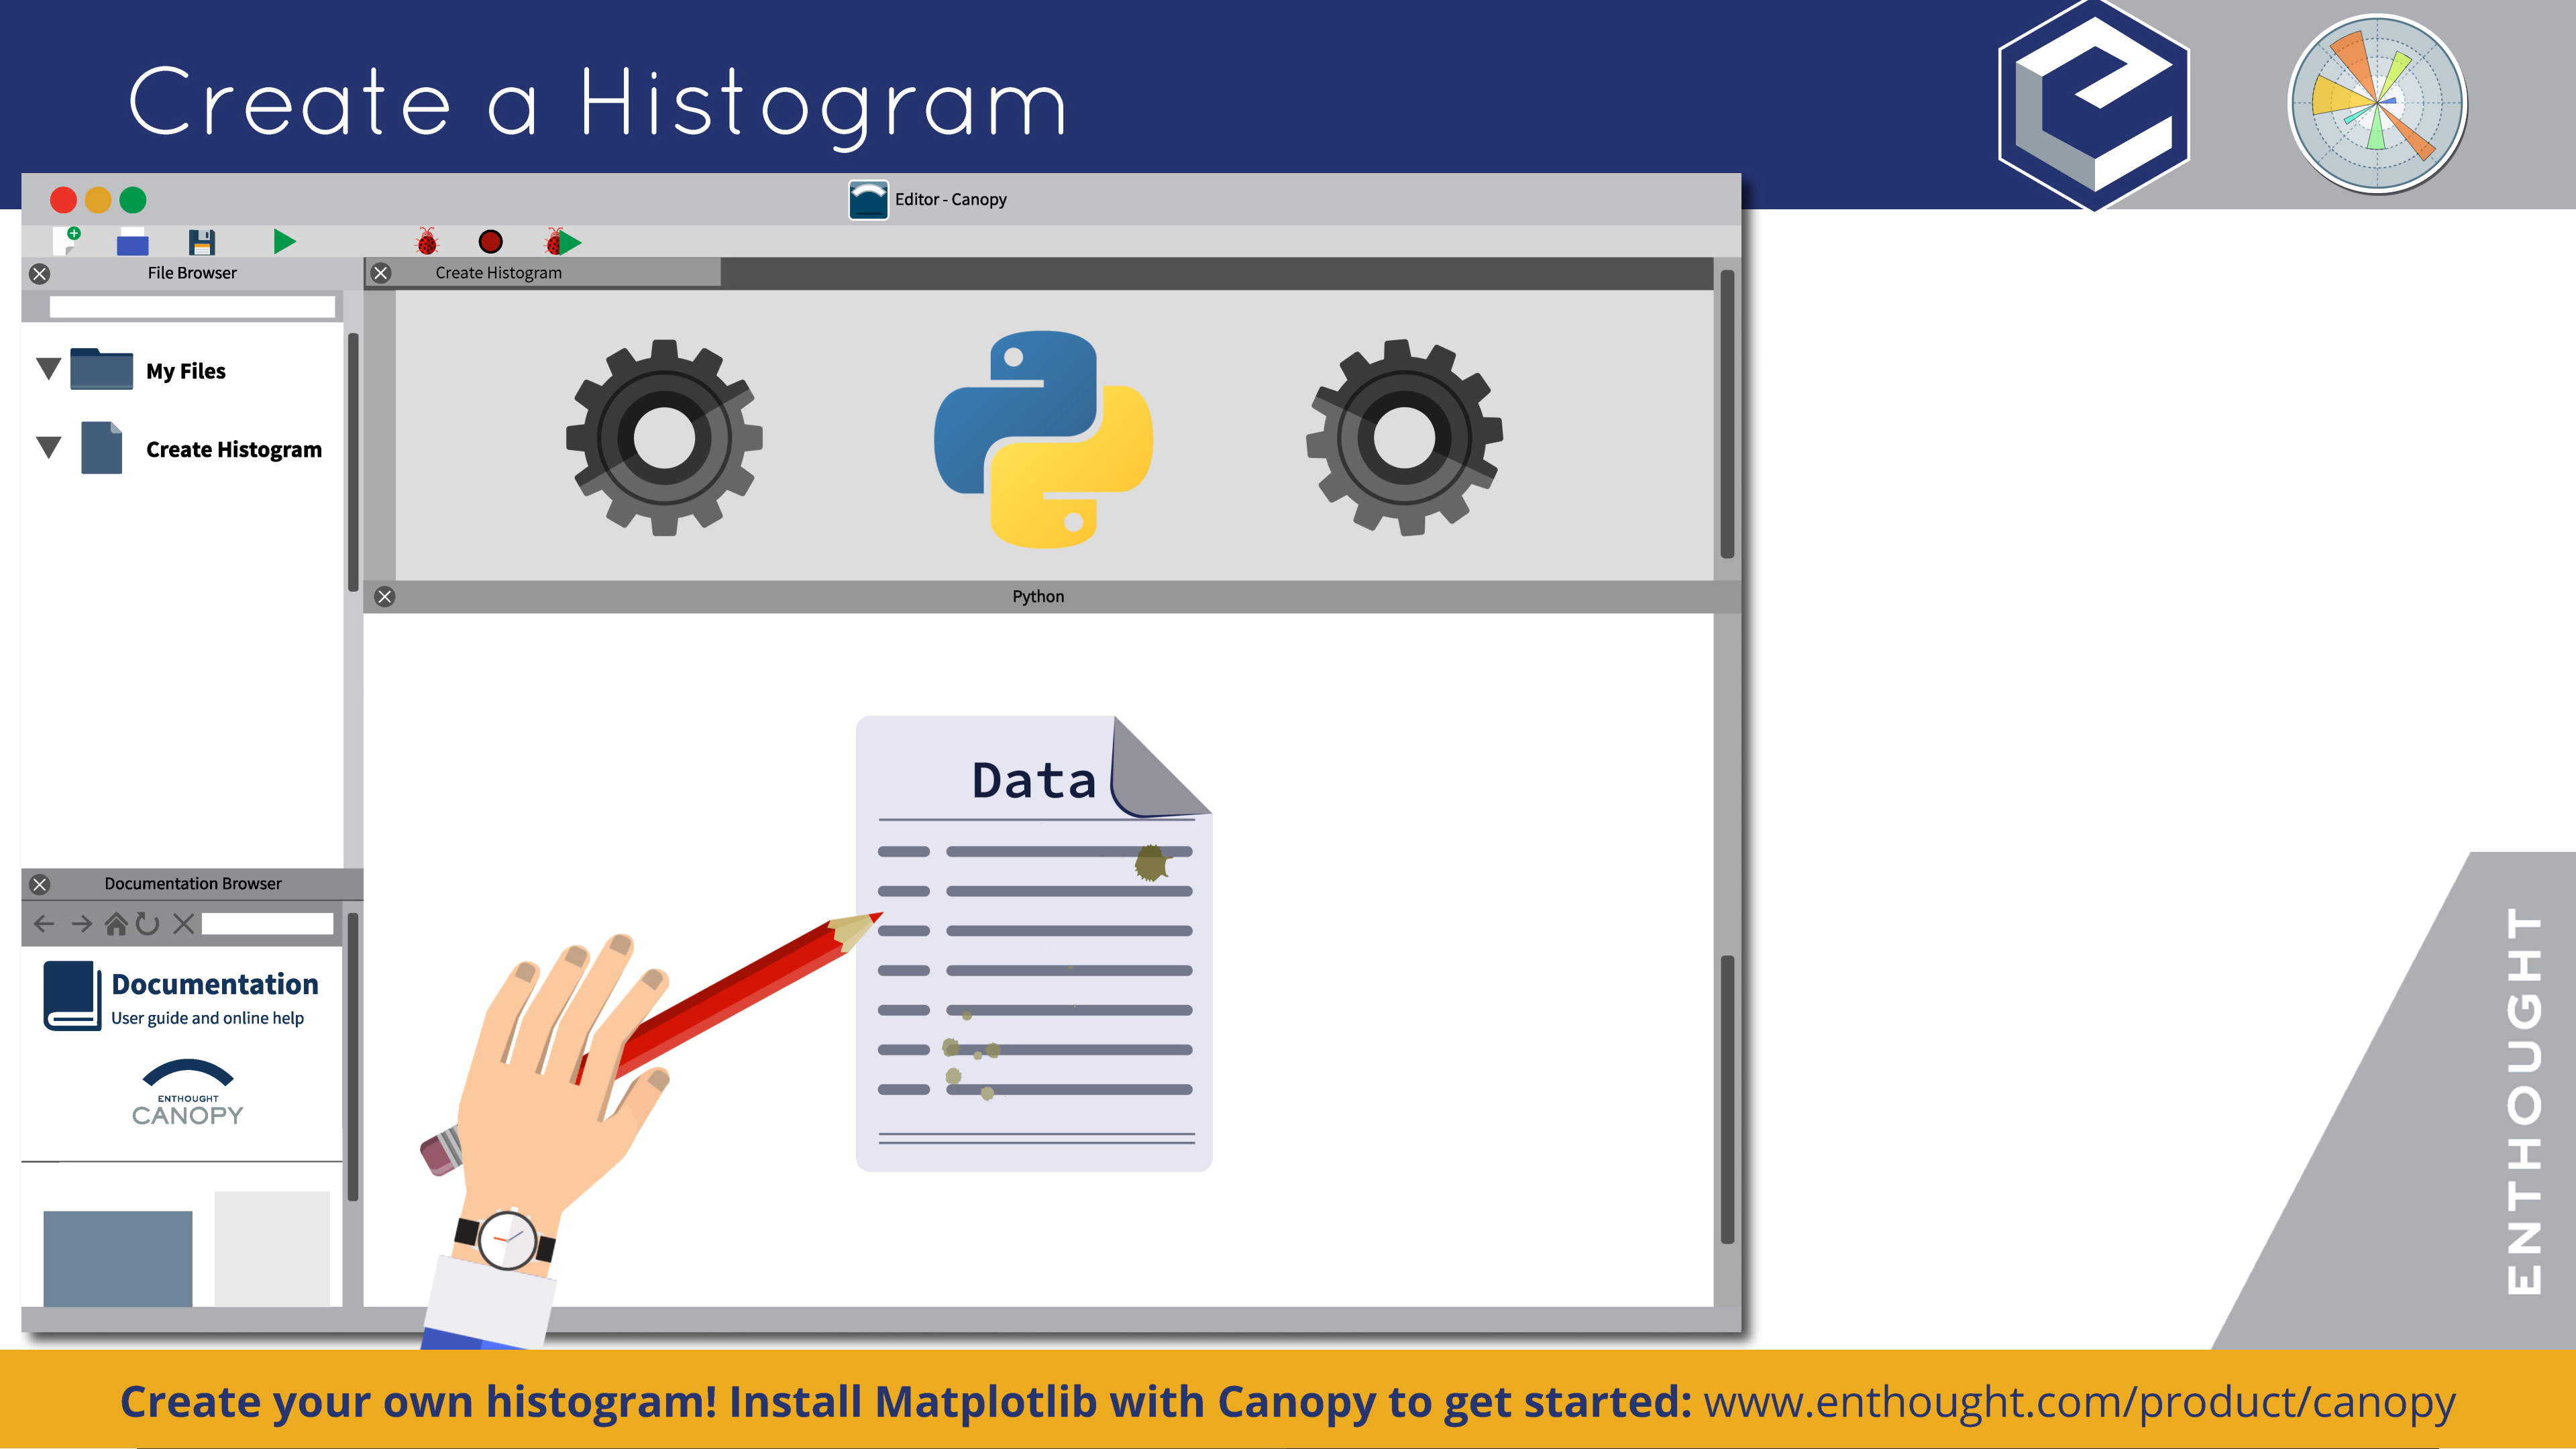 Create a Histogram
Editor - Canopy
File Browser
Create Histogram
My Files
Create Histogram
Python
Data
Documentation Browser
Documentation
User guide and online help
ENTHOUGHT
CANOPY
ENTHOUGHT
Create your own histogram! Install Matplotlib with Canopy to get started: www.enthought.com/product/canopy